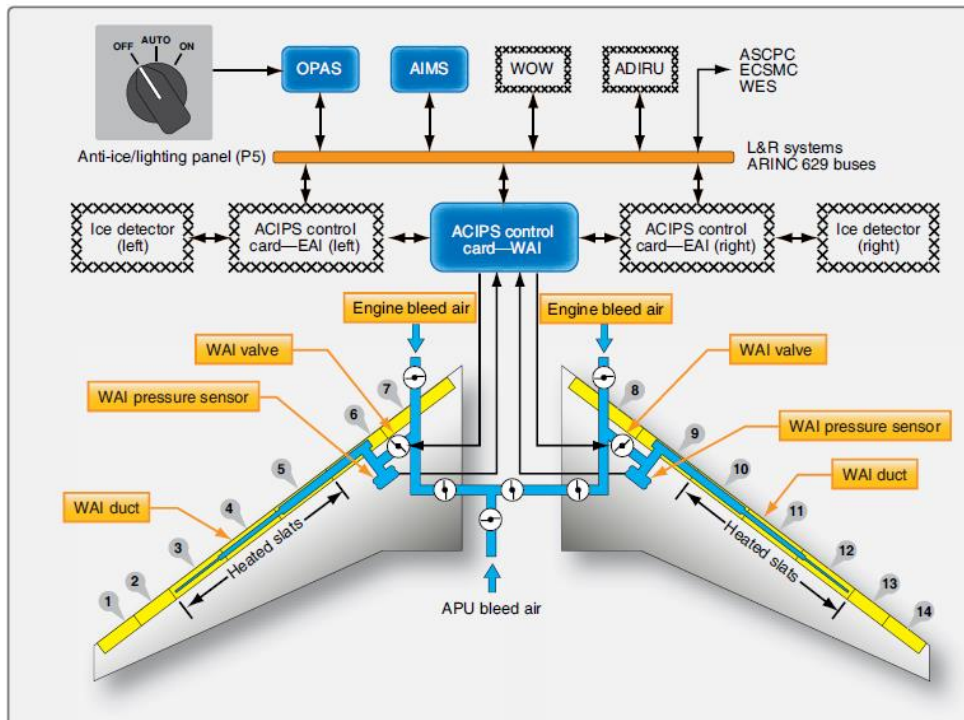 OFF AUTO ON
OPAS
AIMS
WOW
ADIRU
ASCPC
ECSMC
WES
Anti-ice/lighting panel (P5)
L&R systems
ARINC 629 buses
Ice detector
(left)
ACIPS control
card—EAI (left)
ACIPS control
card—WAI
ACIPS control
card—EAI (right)
Ice detector
(right)
Engine bleed air
Engine bleed air
WAI valve
WAI valve
WAI pressure sensor
WAI pressure sensor
WAI duct
WAI duct
7
6
5
4
3
2
1
8
9
10
11
12
13
14
Heated slats
Heated slats
APU bleed air